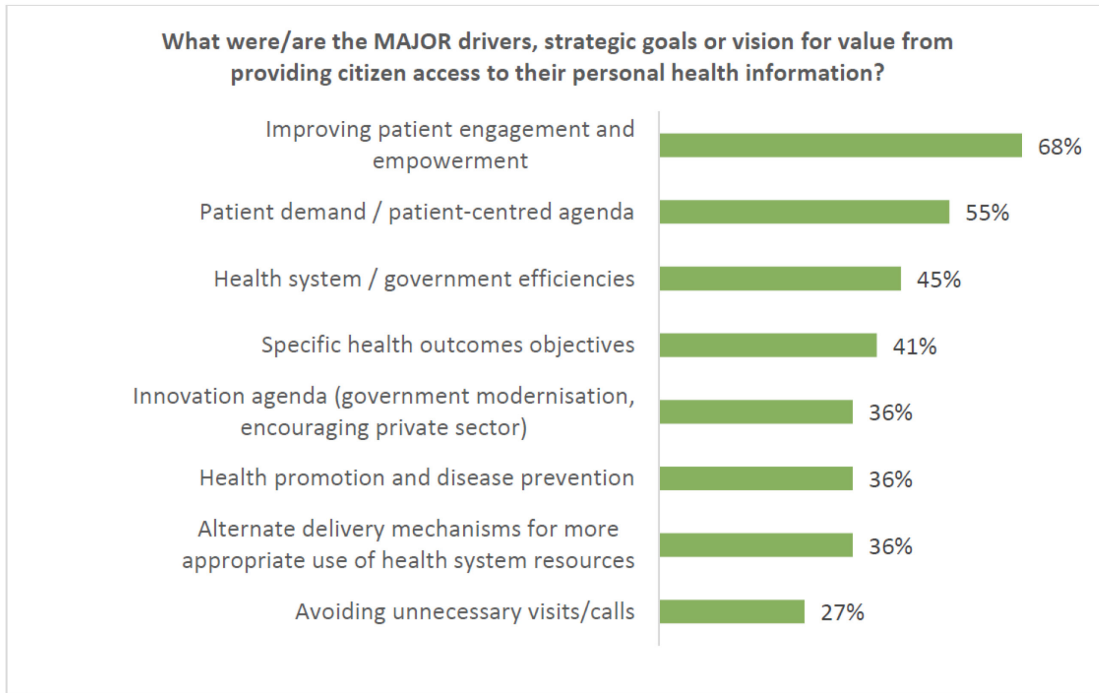 What were/are the MAJOR drivers, strategic goals or vision for value from
providing citizen access to their personal health information?
Improving patient engagement and
empowerment
68%
Patient demand / patient-centred agenda
55%
Health system / government efficiencies
45%
Specific health outcomes objectives
41%
Innovation agenda (government modernisation,
encouraging private sector)
36%
Health promotion and disease prevention
36%
Alternate delivery mechanisms for more
appropriate use of health system resources
36%
Avoiding unnecessary visits/calls
27%